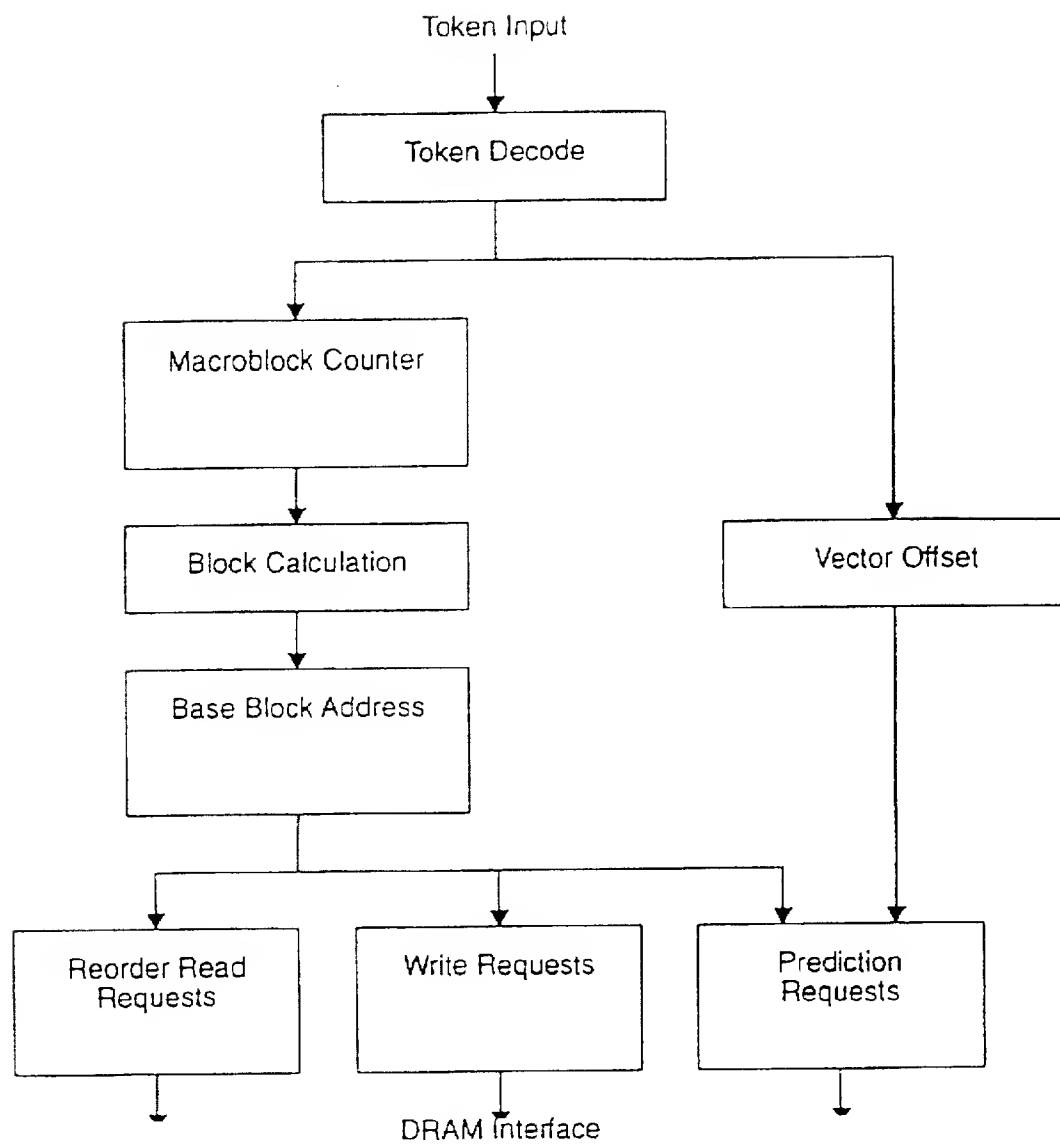 Token Input
Token Decode
Macroblock Counter
Block Calculation
Vector Offset
Base Block Address
Reorder Read
Requests
Write Requests
Prediction
Requests
DRAM Interface